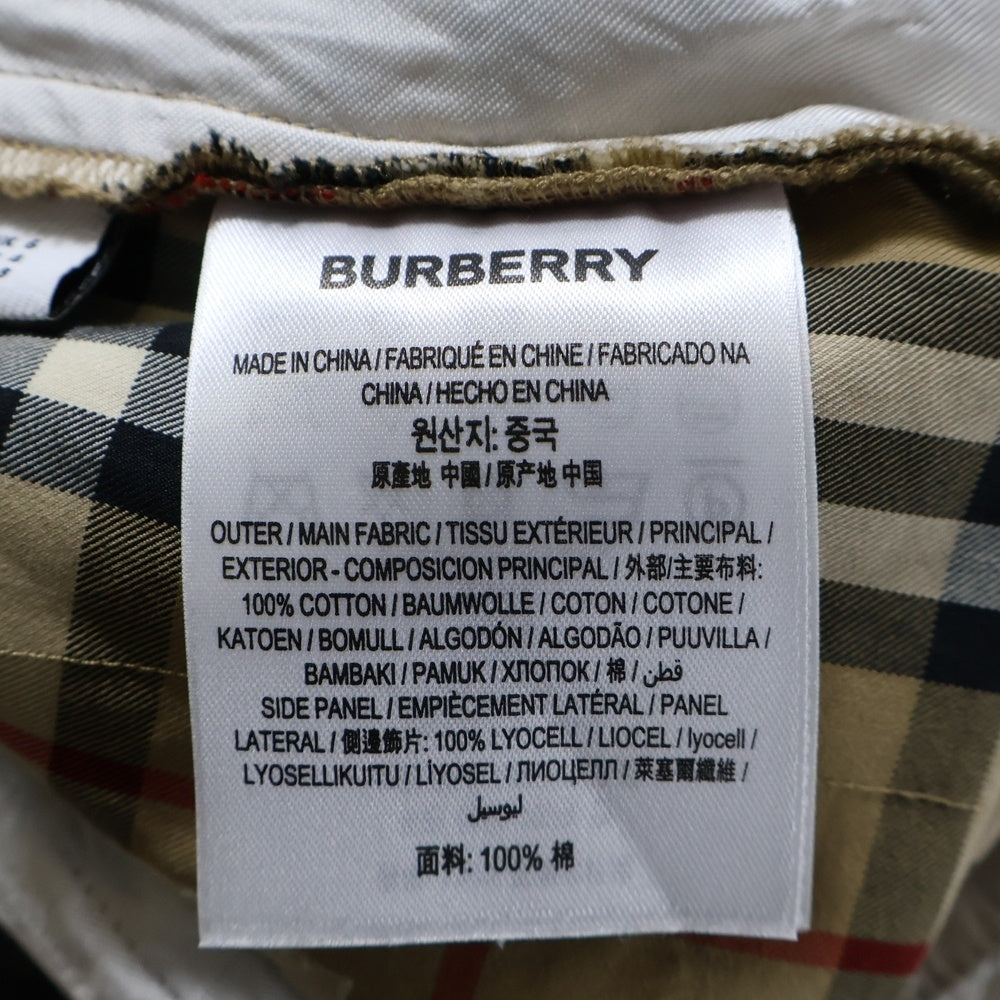 BURBERRY
MADE IN CHINA / FABRIQUÉ EN CHINE / FABRICADO NA
CHINA / HECHO EN CHINA
원산지: 중국
原產地 中國 / 原产地 中国
OUTER / MAIN FABRIC / TISSU EXTÉRIEUR / PRINCIPAL /
EXTERIOR - COMPOSICION PRINCIPAL / 外部/主要布料:
100% COTTON / BAUMWOLLE / COTON / COTONE /
KATOEN / BOMULL / ALGODÓN / ALGODÃO / PUUVILLA /
BAMBAKI / PAMUK / ХЛОПОК / 棉 / قطن
SIDE PANEL / EMPIÈCEMENT LATÉRAL / PANEL
LATERAL / 側邊飾片: 100% LYOCELL / LIOCEL / lyocell /
LYOSELLIKUITU / LİYOSEL / ЛИОЦЕЛЛ / 萊塞爾纖維 /
ليوسيل
面料: 100% 棉